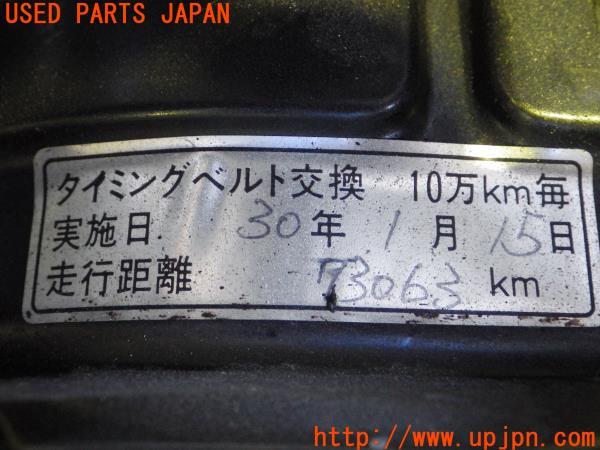 USED PARTS JAPAN
タイミングベルト交換 10万km毎
実施日 30年 1月 15日
走行距離 73063 km
http://www.upjpn.com